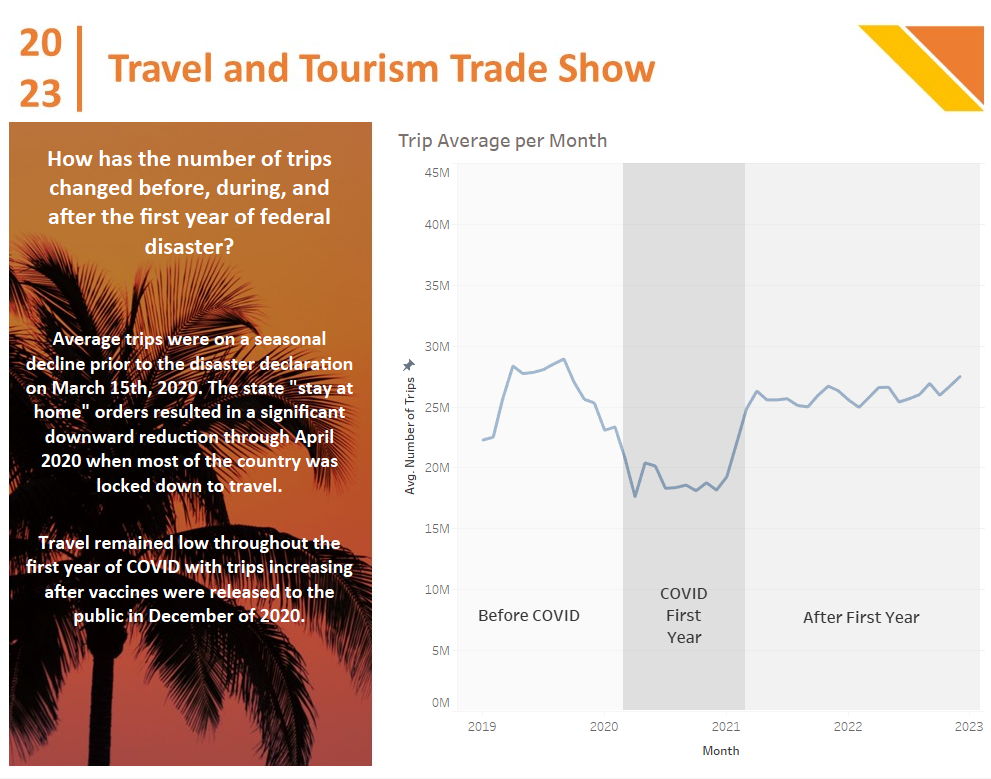 20
23
Travel and Tourism Trade Show
How has the number of trips
changed before, during, and
after the first year of federal
disaster?
Average trips were on a seasonal
decline prior to the disaster declaration
on March 15th, 2020. The state "stay at
home" orders resulted in a significant
downward reduction through April
2020 when most of the country was
locked down to travel.
Travel remained low throughout the
first year of COVID with trips increasing
after vaccines were released to the
public in December of 2020.
Trip Average per Month
45M
40M
35M
30M
25M
20M
15M
10M
5M
0M
Avg. Number of Trips
Before COVID
COVID
First
Year
After First Year
2019
2020
2021
2022
2023
Month